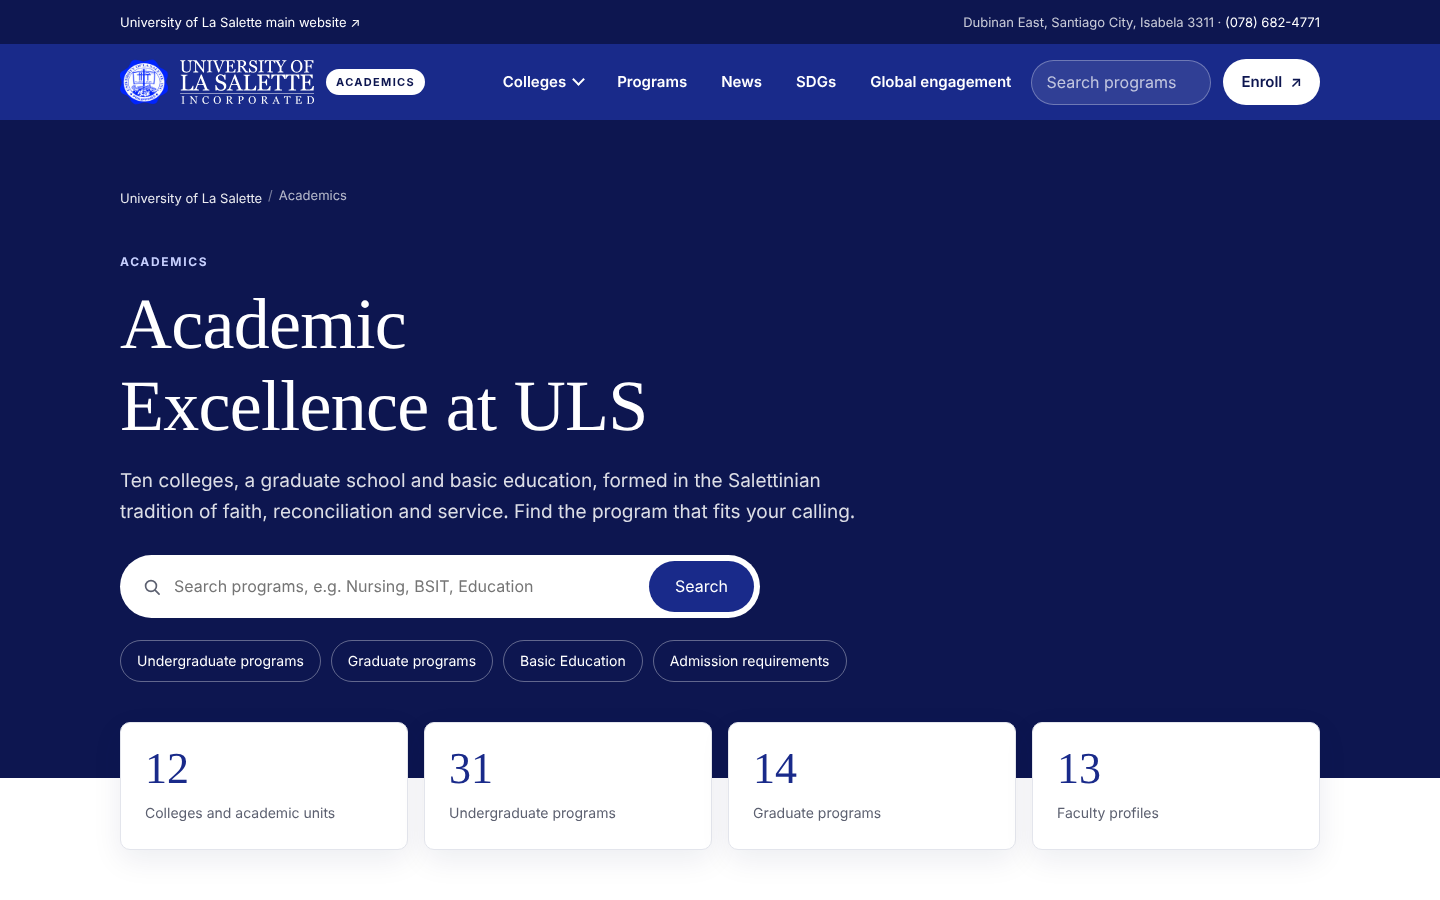 University of La Salette main website ↗
Dubinan East, Santiago City, Isabela 3311 · (078) 682-4771
UNIVERSITY OF
LA SALETTE
INCORPORATED
ACADEMICS
Colleges
Programs
News
SDGs
Global engagement
Search programs
Enroll ↗
University of La Salette / Academics
ACADEMICS
Academic
Excellence at ULS
Ten colleges, a graduate school and basic education, formed in the Salettinian
tradition of faith, reconciliation and service. Find the program that fits your calling.
Search programs, e.g. Nursing, BSIT, Education
Search
Undergraduate programs
Graduate programs
Basic Education
Admission requirements
12
Colleges and academic units
31
Undergraduate programs
14
Graduate programs
13
Faculty profiles